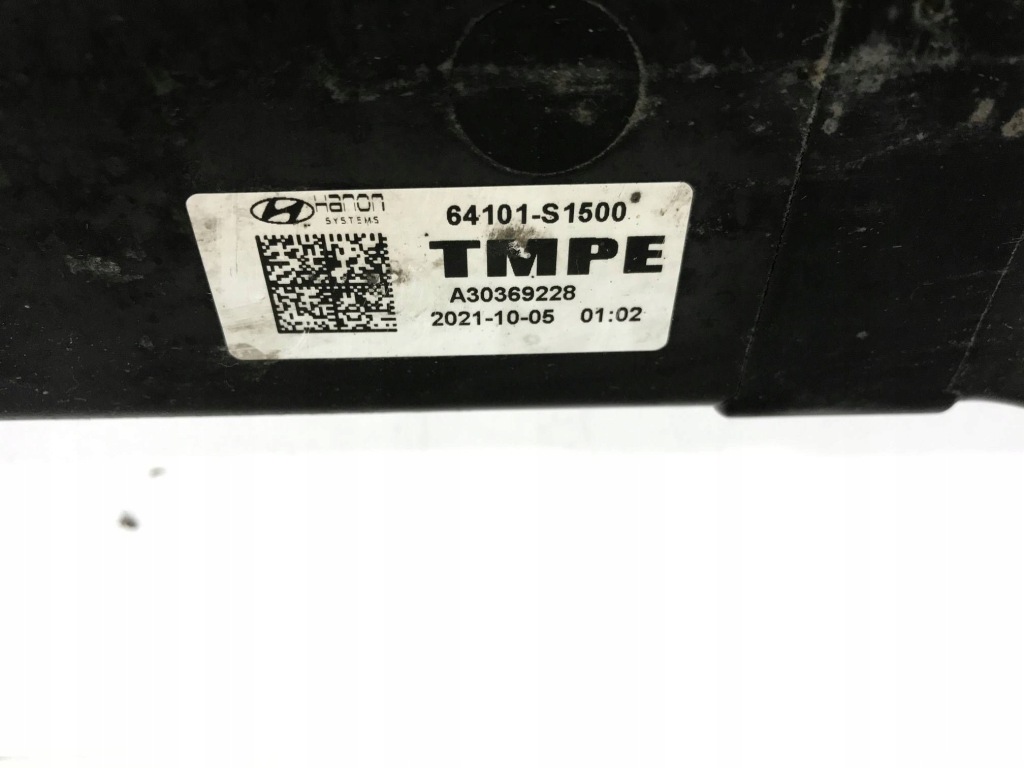 Hanon
SYSTEMS
64101-S1500
TMPE
A30369228
2021-10-05 01:02